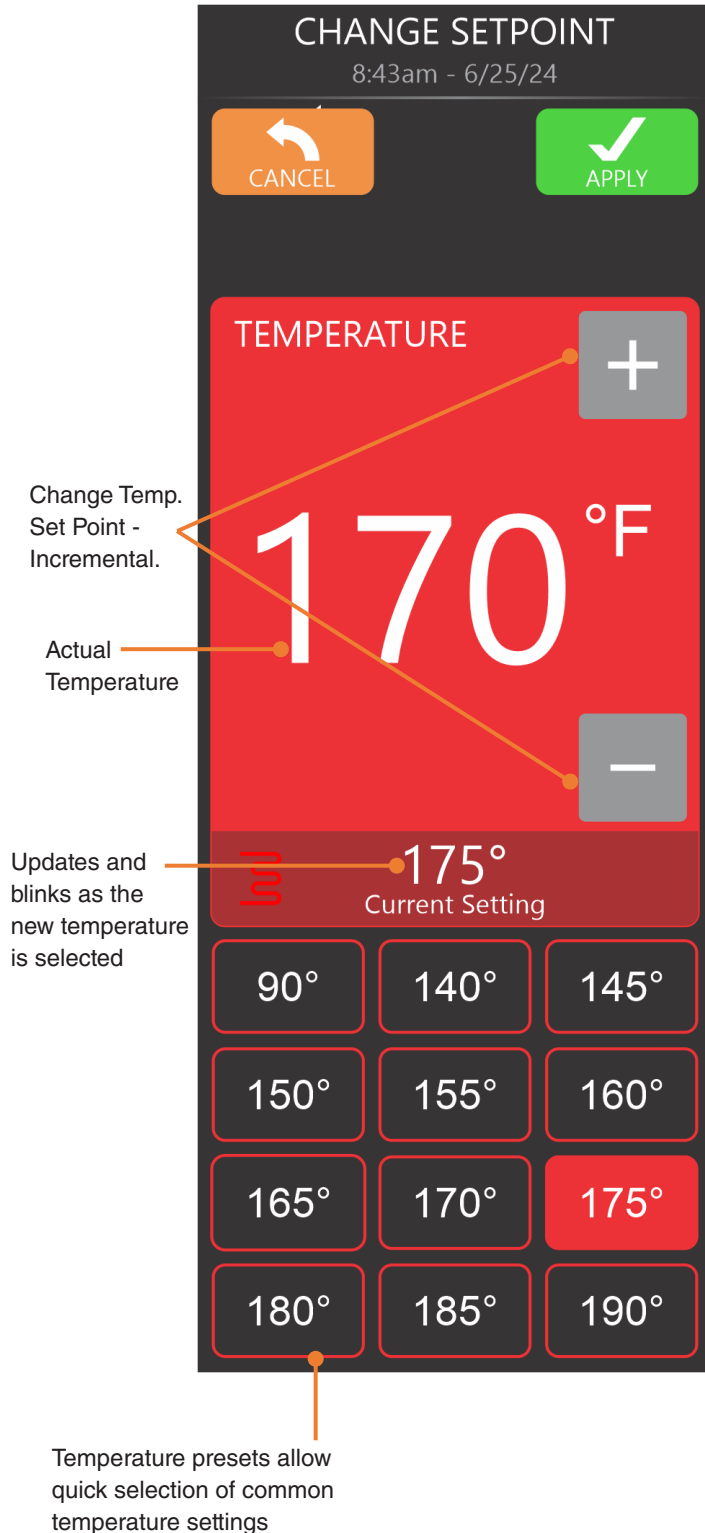 CHANGE SETPOINT
8:43am - 6/25/24
CANCEL
APPLY
TEMPERATURE
+
Change Temp.
Set Point -
Incremental.
170 °F
Actual
Temperature
−
Updates and
blinks as the
new temperature
is selected
175°
Current Setting
90° 140° 145°
150° 155° 160°
165° 170° 175°
180° 185° 190°
Temperature presets allow
quick selection of common
temperature settings